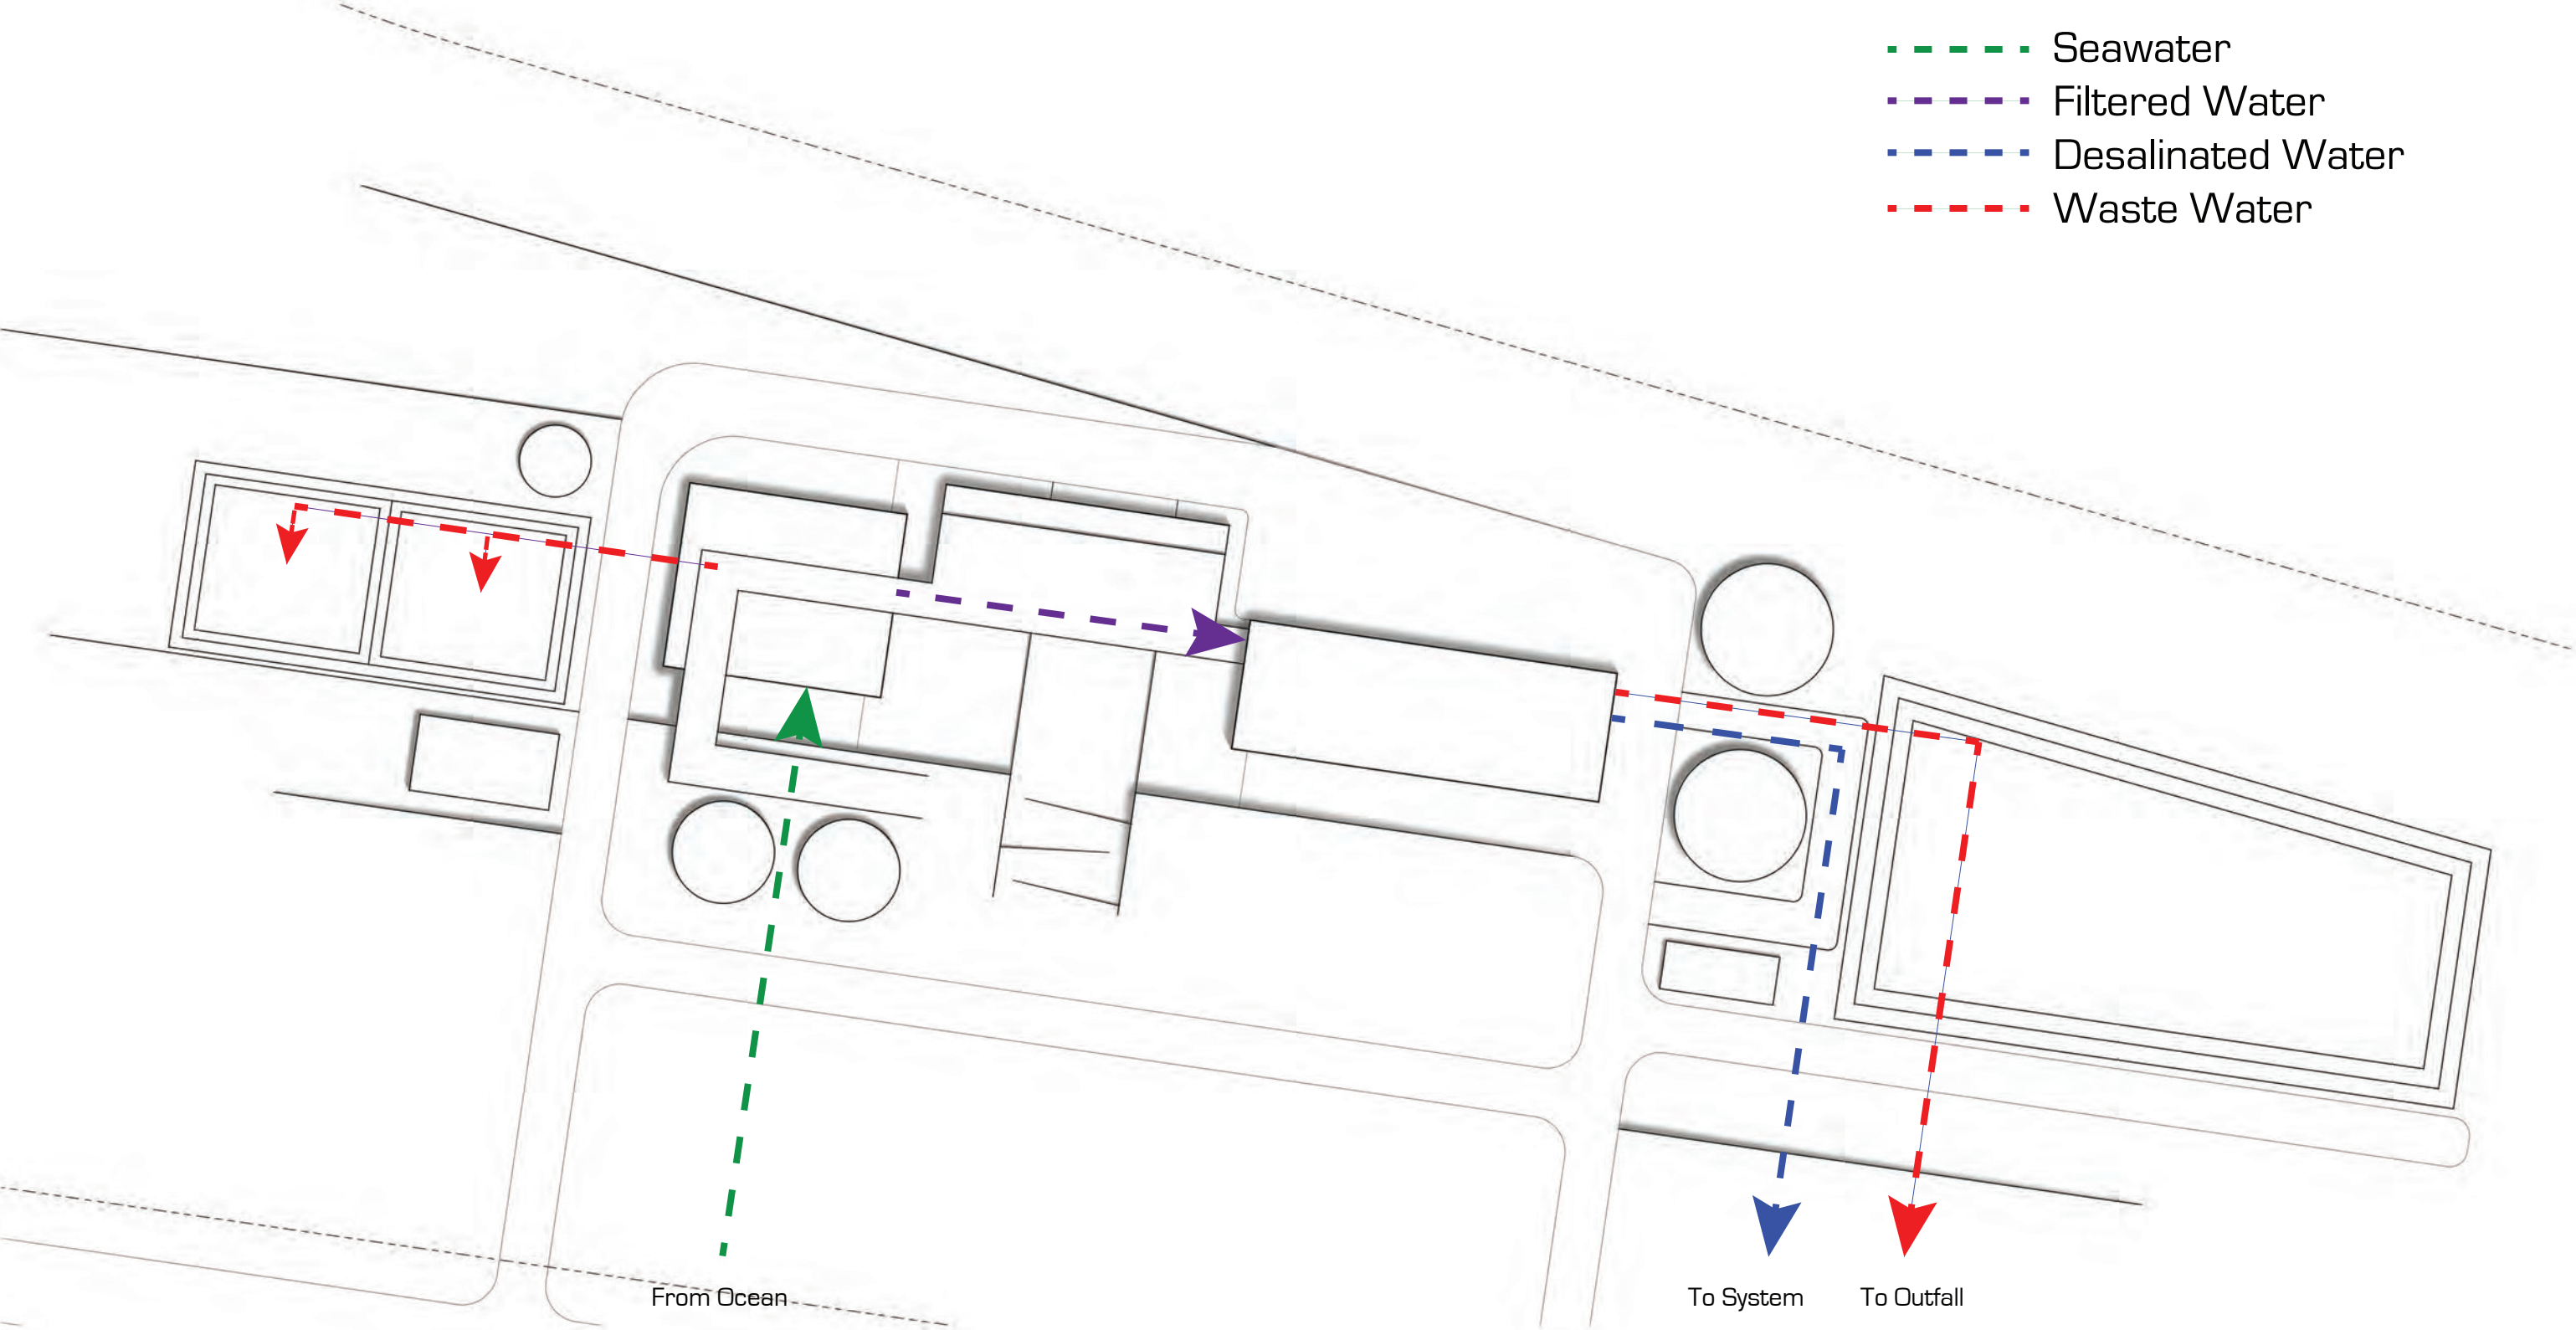 Seawater
Filtered Water
Desalinated Water
Waste Water
From Ocean
To System
To Outfall